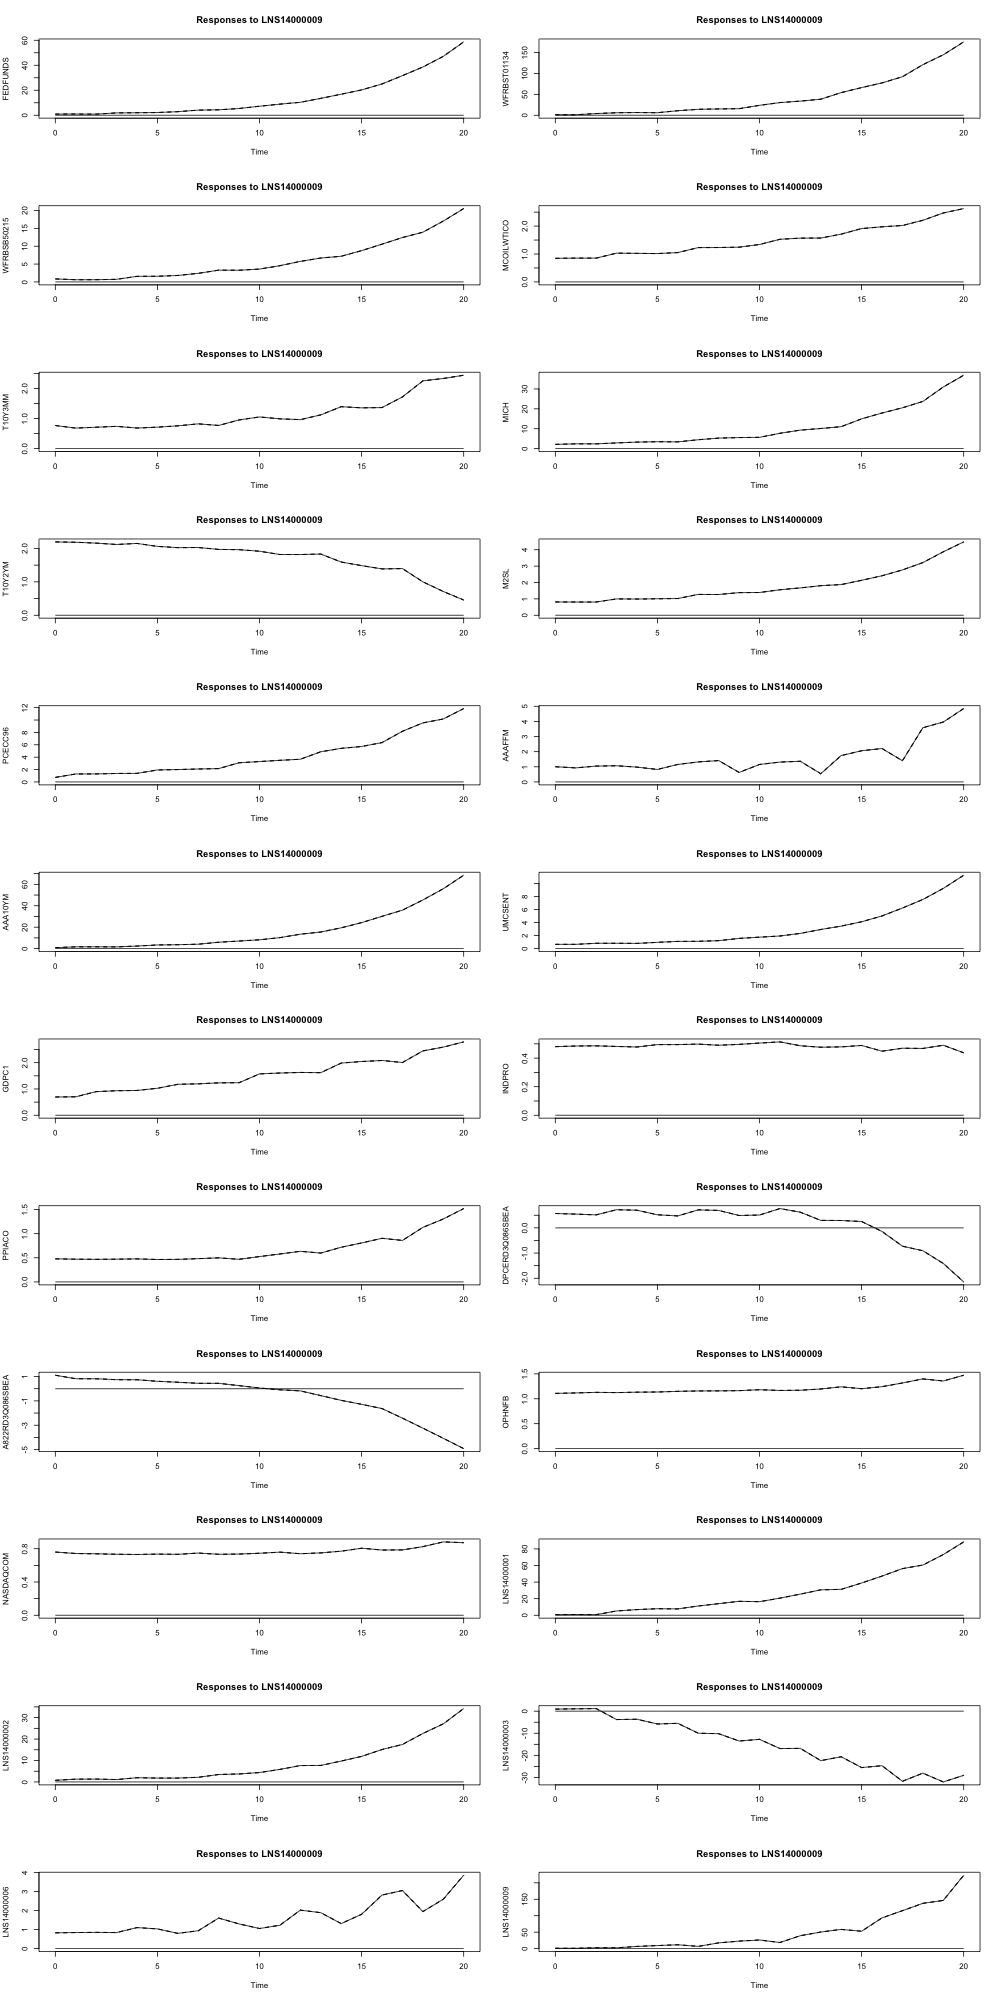 Responses to LNS14000009
FEDFUNDS
0 20 40 60
0 5 10 15 20
Time
Responses to LNS14000009
WFRBST01134
0 50 100 150
0 5 10 15 20
Time
Responses to LNS14000009
WFRBSB50215
0 5 10 15 20
0 5 10 15 20
Time
Responses to LNS14000009
MCOILWTICO
0.0 1.0 2.0
0 5 10 15 20
Time
Responses to LNS14000009
T10Y3MM
0.0 1.0 2.0
0 5 10 15 20
Time
Responses to LNS14000009
MICH
0 10 20 30
0 5 10 15 20
Time
Responses to LNS14000009
T10Y2YM
0.0 1.0 2.0
0 5 10 15 20
Time
Responses to LNS14000009
M2SL
0 1 2 3 4
0 5 10 15 20
Time
Responses to LNS14000009
PCECC96
0 2 4 6 8 12
0 5 10 15 20
Time
Responses to LNS14000009
AAAFFM
0 1 2 3 4 5
0 5 10 15 20
Time
Responses to LNS14000009
AAA10YM
0 20 40 60
0 5 10 15 20
Time
Responses to LNS14000009
UMCSENT
0 2 4 6 8
0 5 10 15 20
Time
Responses to LNS14000009
GDPC1
0.0 1.0 2.0
0 5 10 15 20
Time
Responses to LNS14000009
INDPRO
0.0 0.2 0.4
0 5 10 15 20
Time
Responses to LNS14000009
PPIACO
0.0 0.5 1.0 1.5
0 5 10 15 20
Time
Responses to LNS14000009
DPCERD3Q086SBEA
-2.0 -1.0 0.0
0 5 10 15 20
Time
Responses to LNS14000009
A822RD3Q086SBEA
-5 -3 -1 1
0 5 10 15 20
Time
Responses to LNS14000009
OPHNFB
0.0 0.5 1.0 1.5
0 5 10 15 20
Time
Responses to LNS14000009
NASDAQCOM
0.0 0.4 0.8
0 5 10 15 20
Time
Responses to LNS14000009
LNS14000001
0 20 40 60 80
0 5 10 15 20
Time
Responses to LNS14000009
LNS14000002
0 10 20 30
0 5 10 15 20
Time
Responses to LNS14000009
LNS14000003
-30 -20 -10 0
0 5 10 15 20
Time
Responses to LNS14000009
LNS14000006
0 1 2 3 4
0 5 10 15 20
Time
Responses to LNS14000009
LNS14000009
0 50 150
0 5 10 15 20
Time